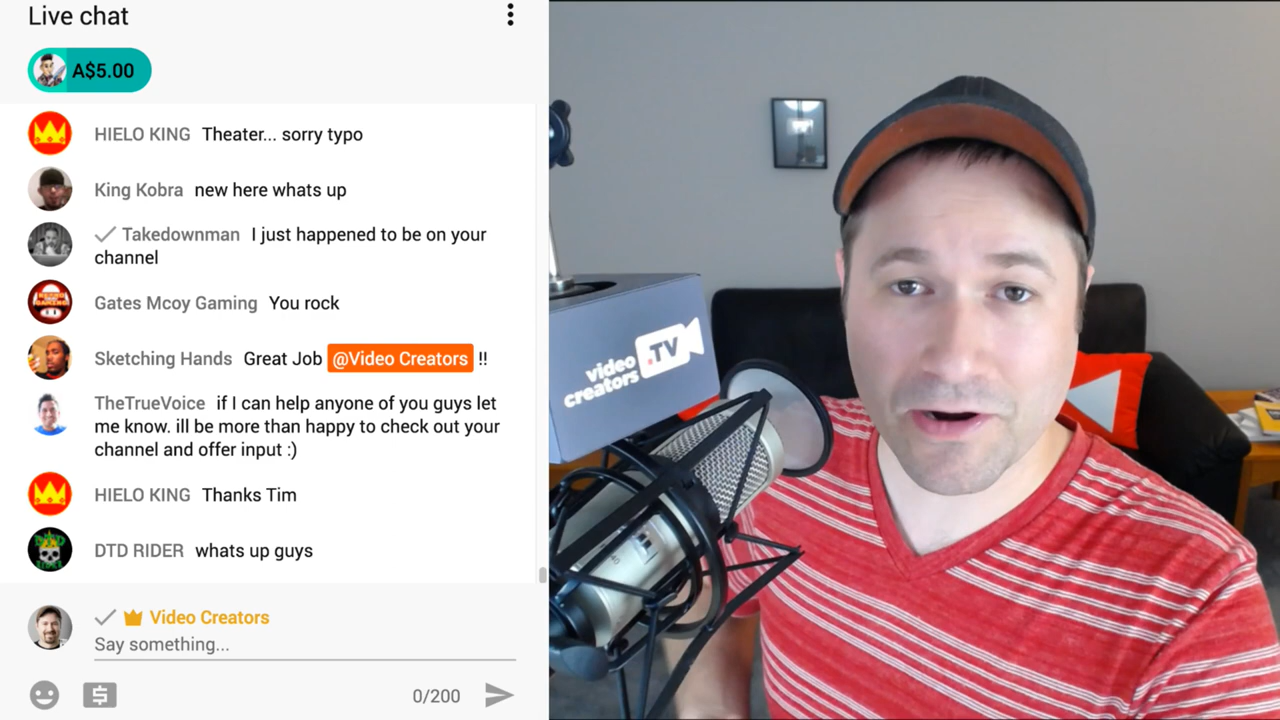 Live chat
A$5.00
HIELO KING Theater... sorry typo
King Kobra new here whats up
Takedownman I just happened to be on your
channel
Gates Mcoy Gaming You rock
Sketching Hands Great Job @Video Creators !!
TheTrueVoice if I can help anyone of you guys let
me know. ill be more than happy to check out your
channel and offer input :)
HIELO KING Thanks Tim
DTD RIDER whats up guys
Video Creators
Say something...
0/200
video
creators
.TV